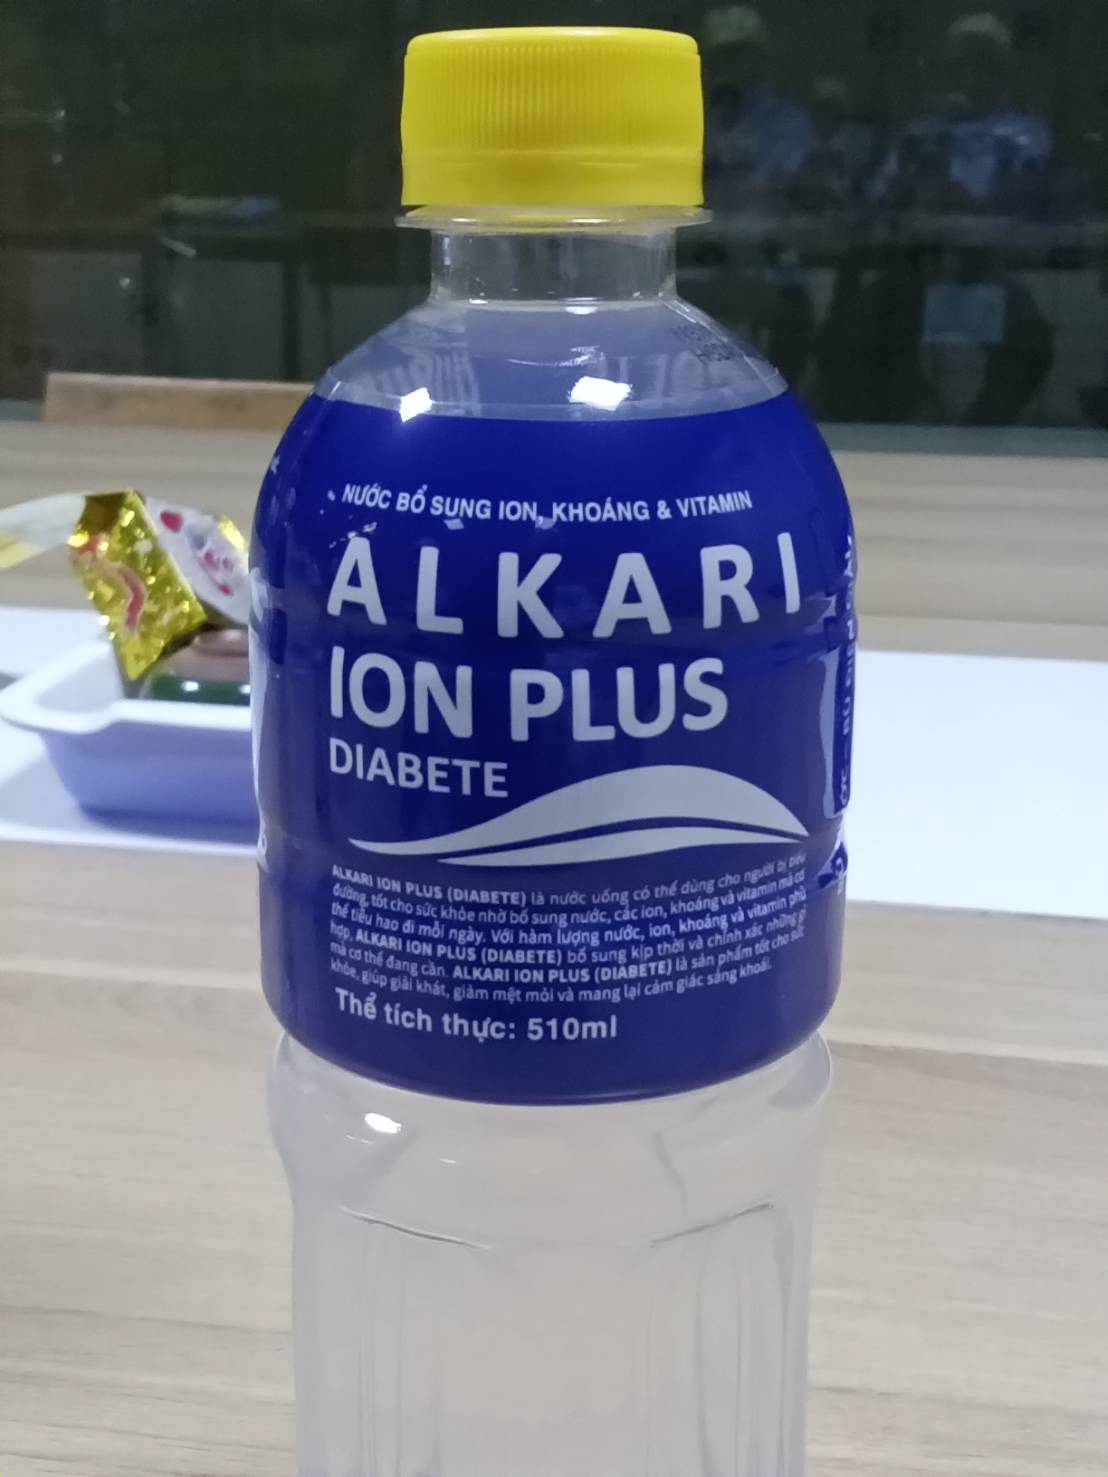 NƯỚC BỔ SUNG ION, KHOÁNG & VITAMIN
ALKARI
ION PLUS
DIABETE
ALKARI ION PLUS (DIABETE) là nước uống có thể dùng cho người bị tiểu
đường, tốt cho sức khỏe nhờ bổ sung nước, các ion, khoáng và vitamin mà cơ
thể tiêu hao đi mỗi ngày. Với hàm lượng nước, ion, khoáng và vitamin phù
hợp, ALKARI ION PLUS (DIABETE) bổ sung kịp thời và chính xác những gì
mà cơ thể đang cần. ALKARI ION PLUS (DIABETE) là sản phẩm tốt cho sức
khỏe, giúp giải khát, giảm mệt mỏi và mang lại cảm giác sảng khoái.
Thể tích thực: 510ml